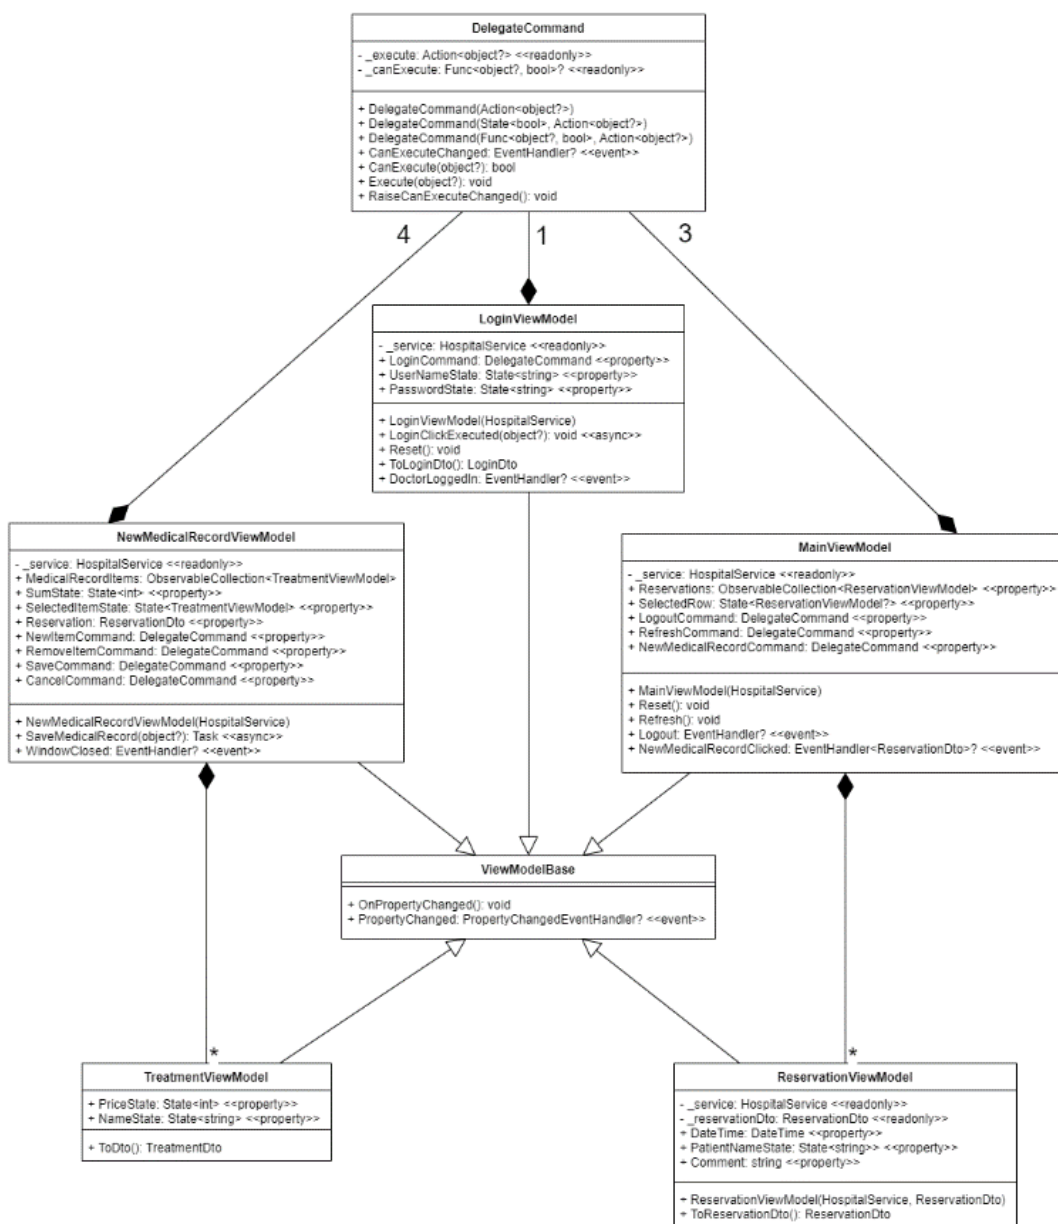 DelegateCommand
- _execute: Action<object?> <<readonly>>
- _canExecute: Func<object?, bool>? <<readonly>>
+ DelegateCommand(Action<object?>)
+ DelegateCommand(State<bool>, Action<object?>)
+ DelegateCommand(Func<object?, bool>, Action<object?>)
+ CanExecuteChanged: EventHandler? <<event>>
+ CanExecute(object?): bool
+ Execute(object?): void
+ RaiseCanExecuteChanged(): void
4
1
3
LoginViewModel
- _service: HospitalService <<readonly>>
+ LoginCommand: DelegateCommand <<property>>
+ UserNameState: State<string> <<property>>
+ PasswordState: State<string> <<property>>
+ LoginViewModel(HospitalService)
+ LoginClickExecuted(object?): void <<async>>
+ Reset(): void
+ ToLoginDto(): LoginDto
+ DoctorLoggedIn: EventHandler? <<event>>
NewMedicalRecordViewModel
- _service: HospitalService <<readonly>>
+ MedicalRecordItems: ObservableCollection<TreatmentViewModel>
+ SumState: State<int> <<property>>
+ SelectedItemState: State<TreatmentViewModel> <<property>>
+ Reservation: ReservationDto <<property>>
+ NewItemCommand: DelegateCommand <<property>>
+ RemoveItemCommand: DelegateCommand <<property>>
+ SaveCommand: DelegateCommand <<property>>
+ CancelCommand: DelegateCommand <<property>>
+ NewMedicalRecordViewModel(HospitalService)
+ SaveMedicalRecord(object?): Task <<async>>
+ WindowClosed: EventHandler? <<event>>
MainViewModel
- _service: HospitalService <<readonly>>
+ Reservations: ObservableCollection<ReservationViewModel> <<property>>
+ SelectedRow: State<ReservationViewModel?> <<property>>
+ LogoutCommand: DelegateCommand <<property>>
+ RefreshCommand: DelegateCommand <<property>>
+ NewMedicalRecordCommand: DelegateCommand <<property>>
+ MainViewModel(HospitalService)
+ Reset(): void
+ Refresh(): void
+ Logout: EventHandler? <<event>>
+ NewMedicalRecordClicked: EventHandler<ReservationDto>? <<event>>
ViewModelBase
+ OnPropertyChanged(): void
+ PropertyChanged: PropertyChangedEventHandler? <<event>>
*
*
TreatmentViewModel
+ PriceState: State<int> <<property>>
+ NameState: State<string> <<property>>
+ ToDto(): TreatmentDto
ReservationViewModel
- _service: HospitalService <<readonly>>
- _reservationDto: ReservationDto <<readonly>>
+ DateTime: DateTime <<property>>
+ PatientNameState: State<string>> <<property>>
+ Comment: string <<property>>
+ ReservationViewModel(HospitalService, ReservationDto)
+ ToReservationDto(): ReservationDto